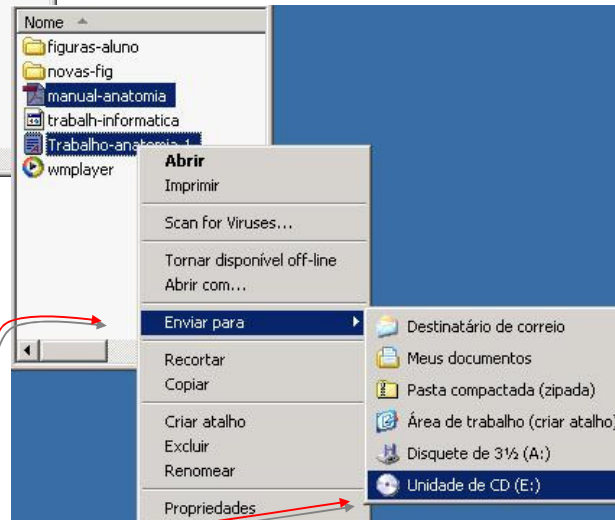 Nome
figuras-aluno
novas-fig
manual-anatomia
trabalh-informatica
Trabalho-anatomia-1
wmplayer
Abrir
Imprimir
Scan for Viruses...
Tornar disponível off-line
Abrir com...
Enviar para
Recortar
Copiar
Criar atalho
Excluir
Renomear
Propriedades
Destinatário de correio
Meus documentos
Pasta compactada (zipada)
Área de trabalho (criar atalho)
Disquete de 3½ (A:)
Unidade de CD (E:)